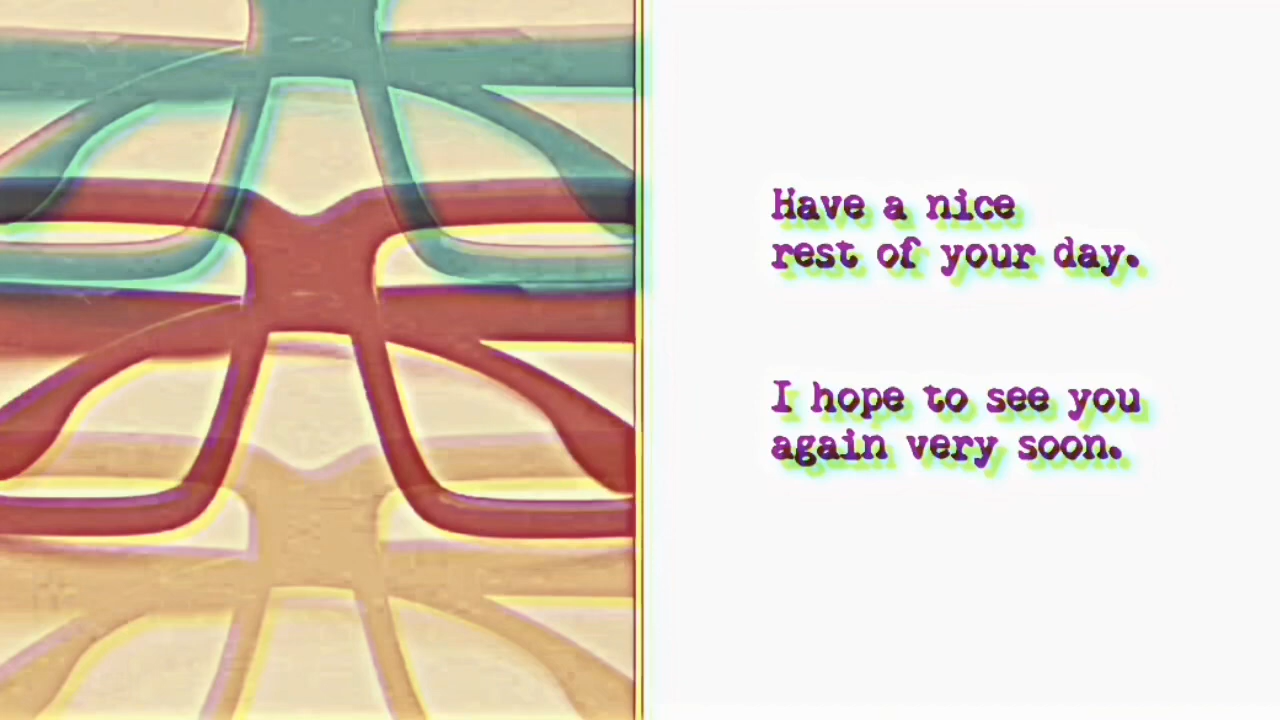 Have a nice
rest of your day.
I hope to see you
again very soon.